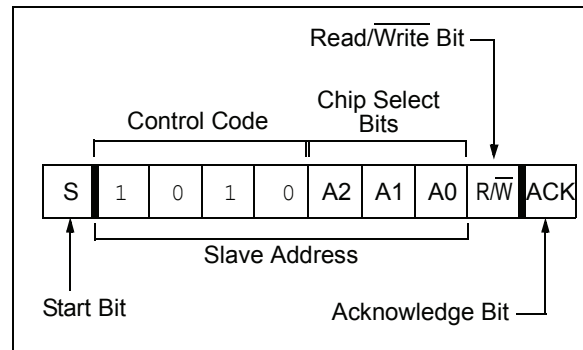 Read/Write Bit
Chip Select
Control Code Bits
S 1 0 1 0 A2 A1 A0 R/W ACK
Slave Address
Start Bit
Acknowledge Bit